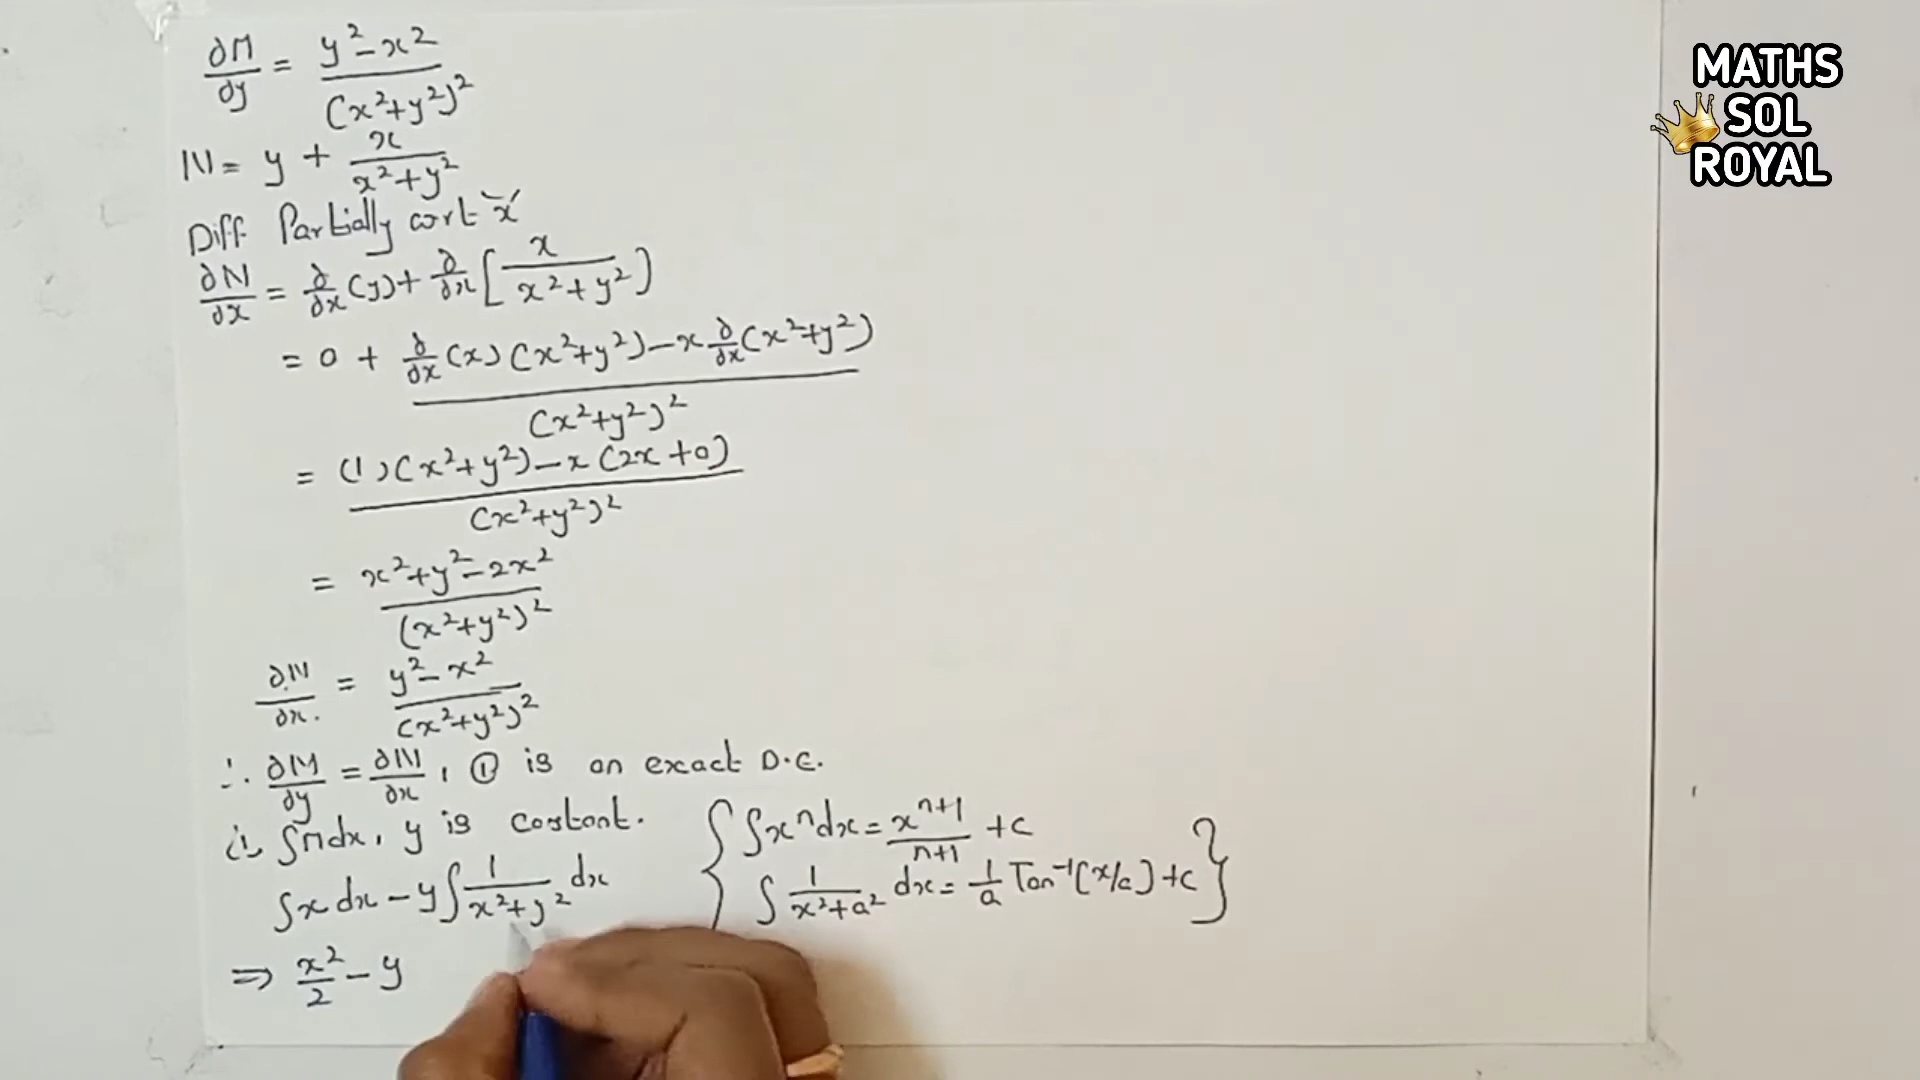 ∂M/∂y = y²-x² / (x²+y²)²
N = y + x / x²+y²
Diff Partially wrt 'x'
∂N/∂x = ∂/∂x (y) + ∂/∂x [x / x²+y²]
= 0 + ∂/∂x (x) (x²+y²) - x ∂/∂x (x²+y²) / (x²+y²)²
= (1) (x²+y²) - x (2x+0) / (x²+y²)²
= x²+y²-2x² / (x²+y²)²
∂N/∂x. = y²-x² / (x²+y²)²
∴ ∂M/∂y = ∂N/∂x, ① is an exact D.E.
i) ∫M dx, y is costant.
∫x dx - y ∫ 1 / x²+y² dx
⇒ x²/2 - y
{ ∫xⁿ dx = xⁿ⁺¹ / n+1 + c
∫ 1 / x²+a² dx = 1/a Tan⁻¹(x/a) + c }
MATHS
SOL
ROYAL